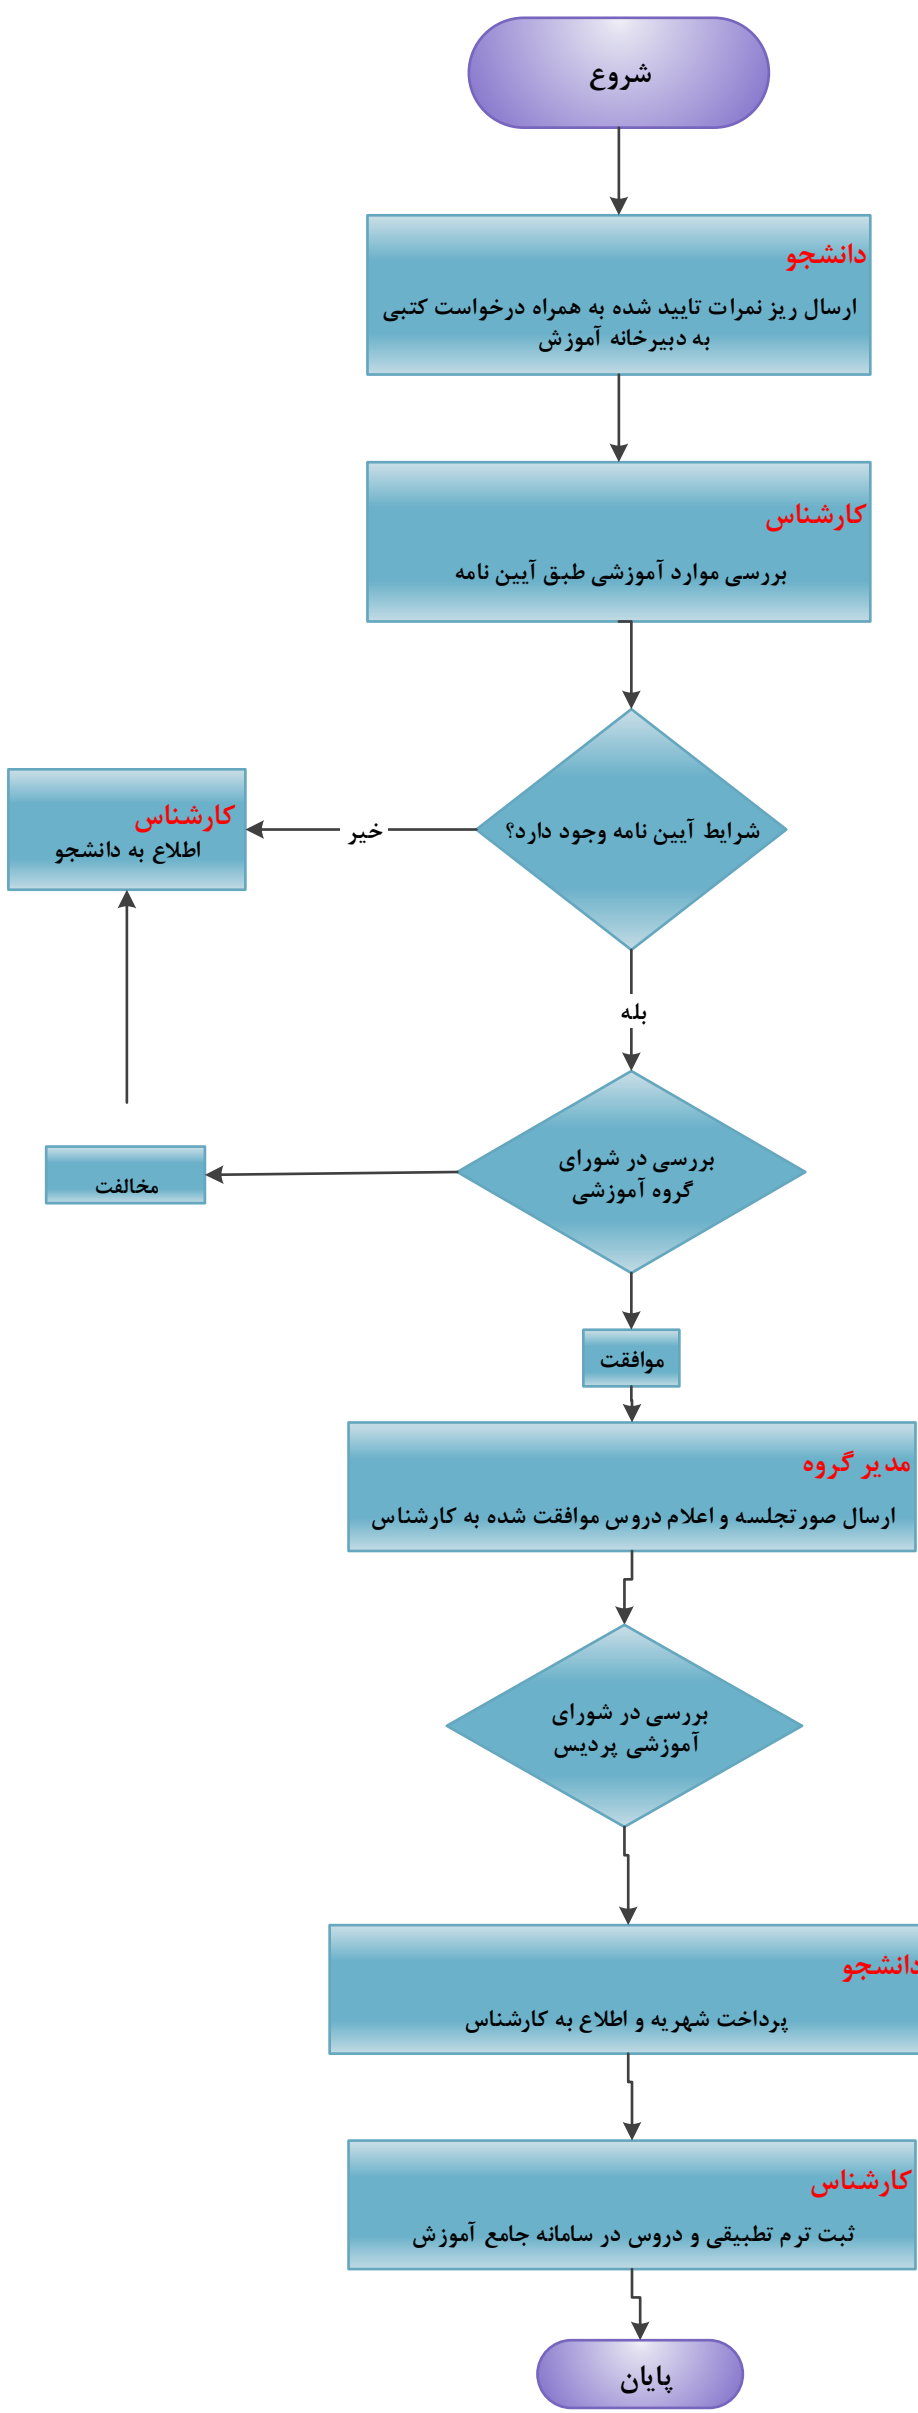 شروع
دانشجو
ارسال ریز نمرات تایید شده به همراه درخواست کتبی
به دبیرخانه آموزش
کارشناس
بررسی موارد آموزشی طبق آیین نامه
شرایط آیین نامه وجود دارد؟
خیر
کارشناس
اطلاع به دانشجو
بله
بررسی در شورای
گروه آموزشی
مخالفت
موافقت
مدیر گروه
ارسال صورتجلسه و اعلام دروس موافقت شده به کارشناس
بررسی در شورای
آموزشی پردیس
دانشجو
پرداخت شهریه و اطلاع به کارشناس
کارشناس
ثبت ترم تطبیقی و دروس در سامانه جامع آموزش
پایان